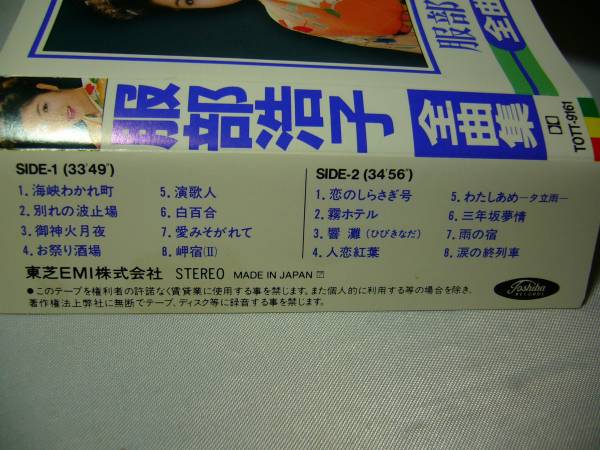 服部
全曲
服部浩子 全曲集
TOTT-9161
SIDE-1 (33'49")
1. 海峡わかれ町
2. 別れの波止場
3. 御神火月夜
4. お祭り酒場
5. 演歌人
6. 白百合
7. 愛みそがれて
8. 岬宿(II)
SIDE-2 (34'56")
1. 恋のしらさぎ号
2. 霧ホテル
3. 響 灘 (ひびきなだ)
4. 人恋紅葉
5. わたしあめ―夕立雨―
6. 三年坂夢情
7. 雨の宿
8. 涙の終列車
東芝EMI株式会社 STEREO MADE IN JAPAN
●このテープを権利者の許諾なく賃貸業に使用する事を禁じます。また個人的に利用する等の場合を除き、
著作権法上弊社に無断でテープ、ディスク等に録音する事を禁じます。
Toshiba
RECORDS